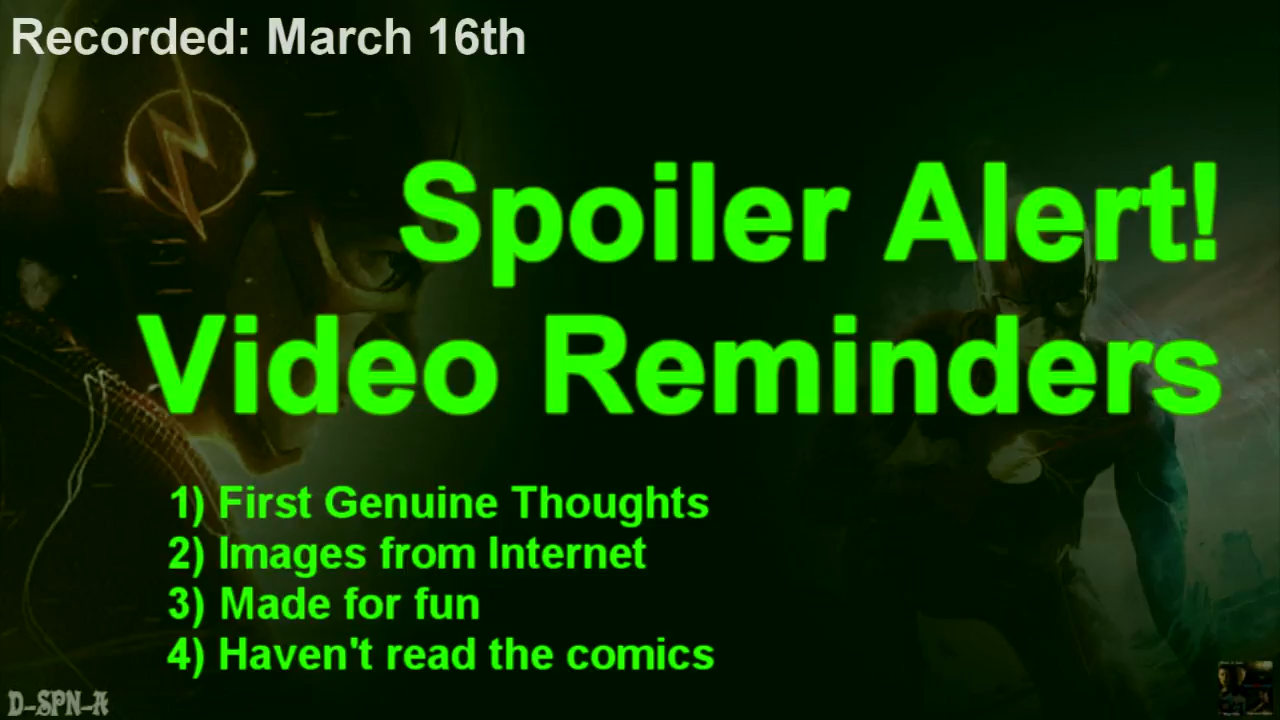 Recorded: March 16th
Spoiler Alert!
Video Reminders
1) First Genuine Thoughts
2) Images from Internet
3) Made for fun
4) Haven't read the comics
D-SPN-A